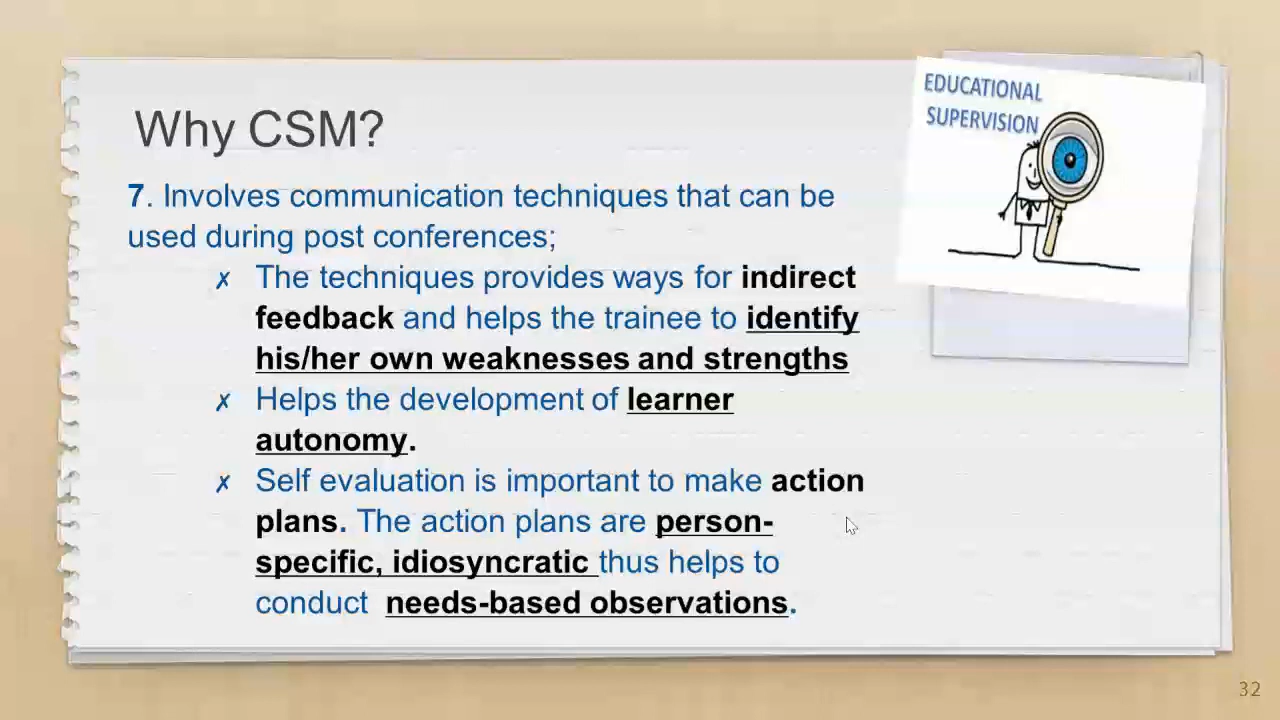 Why CSM?
EDUCATIONAL
SUPERVISION
7. Involves communication techniques that can be
used during post conferences;
✗ The techniques provides ways for indirect
feedback and helps the trainee to identify
his/her own weaknesses and strengths
✗ Helps the development of learner
autonomy.
✗ Self evaluation is important to make action
plans. The action plans are person-
specific, idiosyncratic thus helps to
conduct needs-based observations.
32